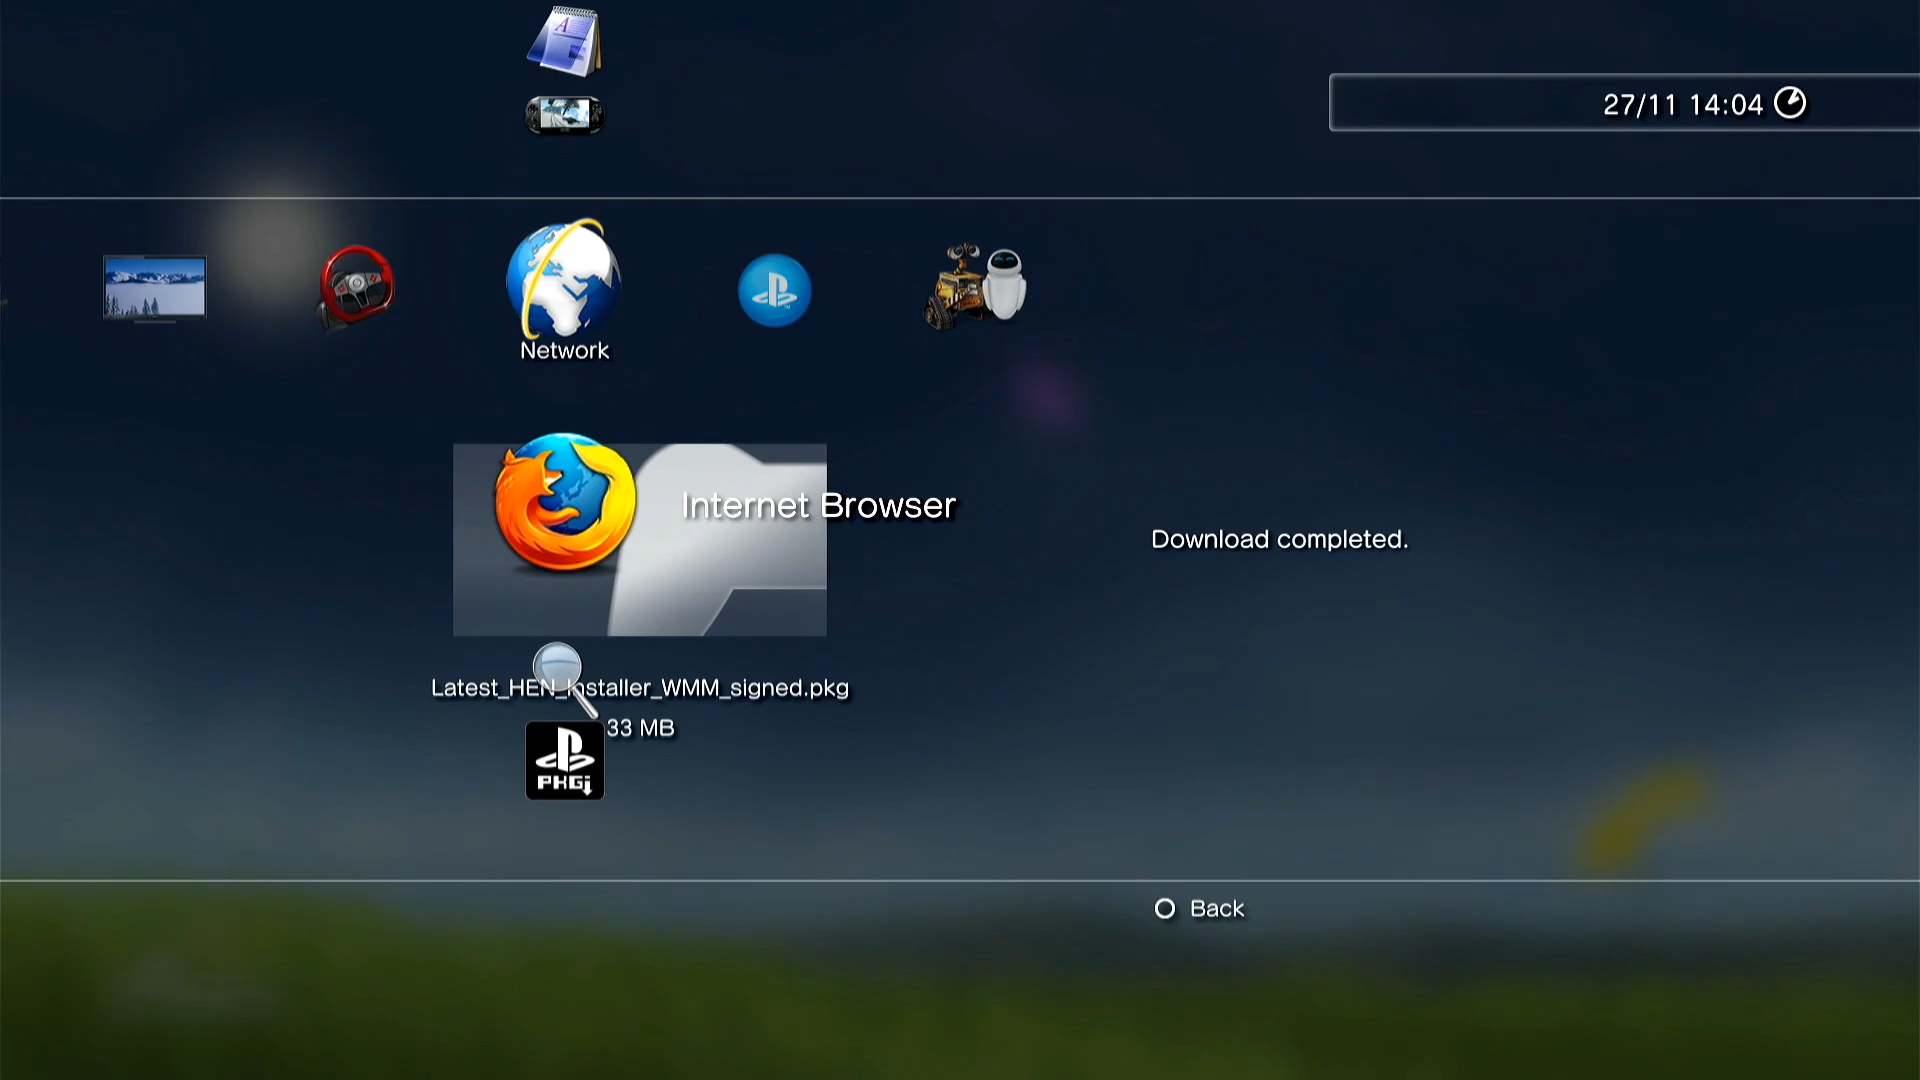 27/11 14:04
Network
Internet Browser
Download completed.
Latest_HEN_Installer_WMM_signed.pkg
33 MB
PKGi
Back